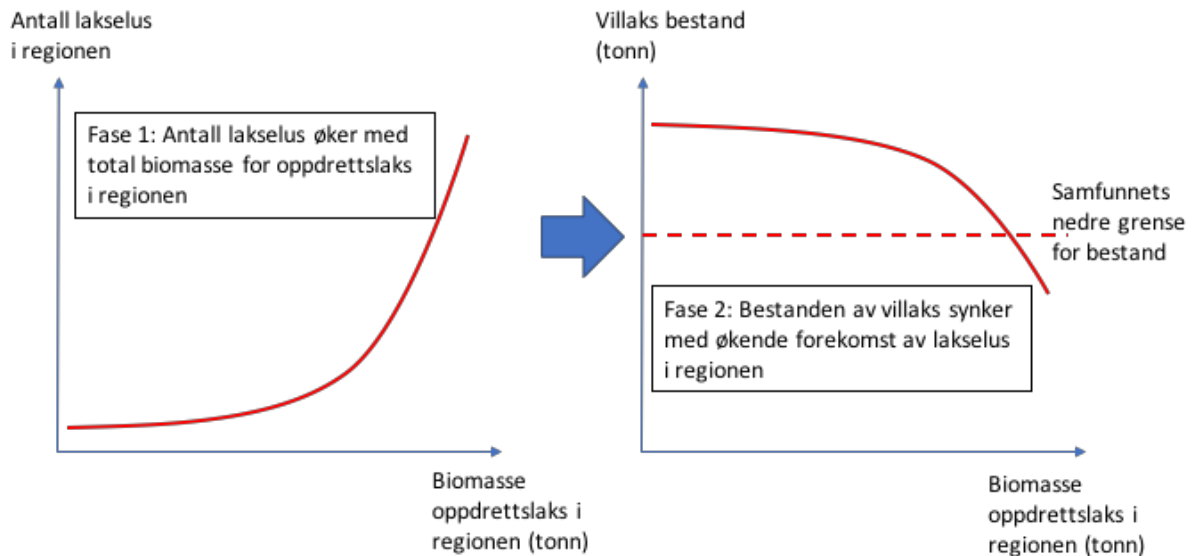 Antall lakselus
i regionen
Fase 1: Antall lakselus øker med
total biomasse for oppdrettslaks
i regionen
Biomasse
oppdrettslaks i
regionen (tonn)
Villaks bestand
(tonn)
Samfunnets
nedre grense
for bestand
Fase 2: Bestanden av villaks synker
med økende forekomst av lakselus
i regionen
Biomasse
oppdrettslaks i
regionen (tonn)